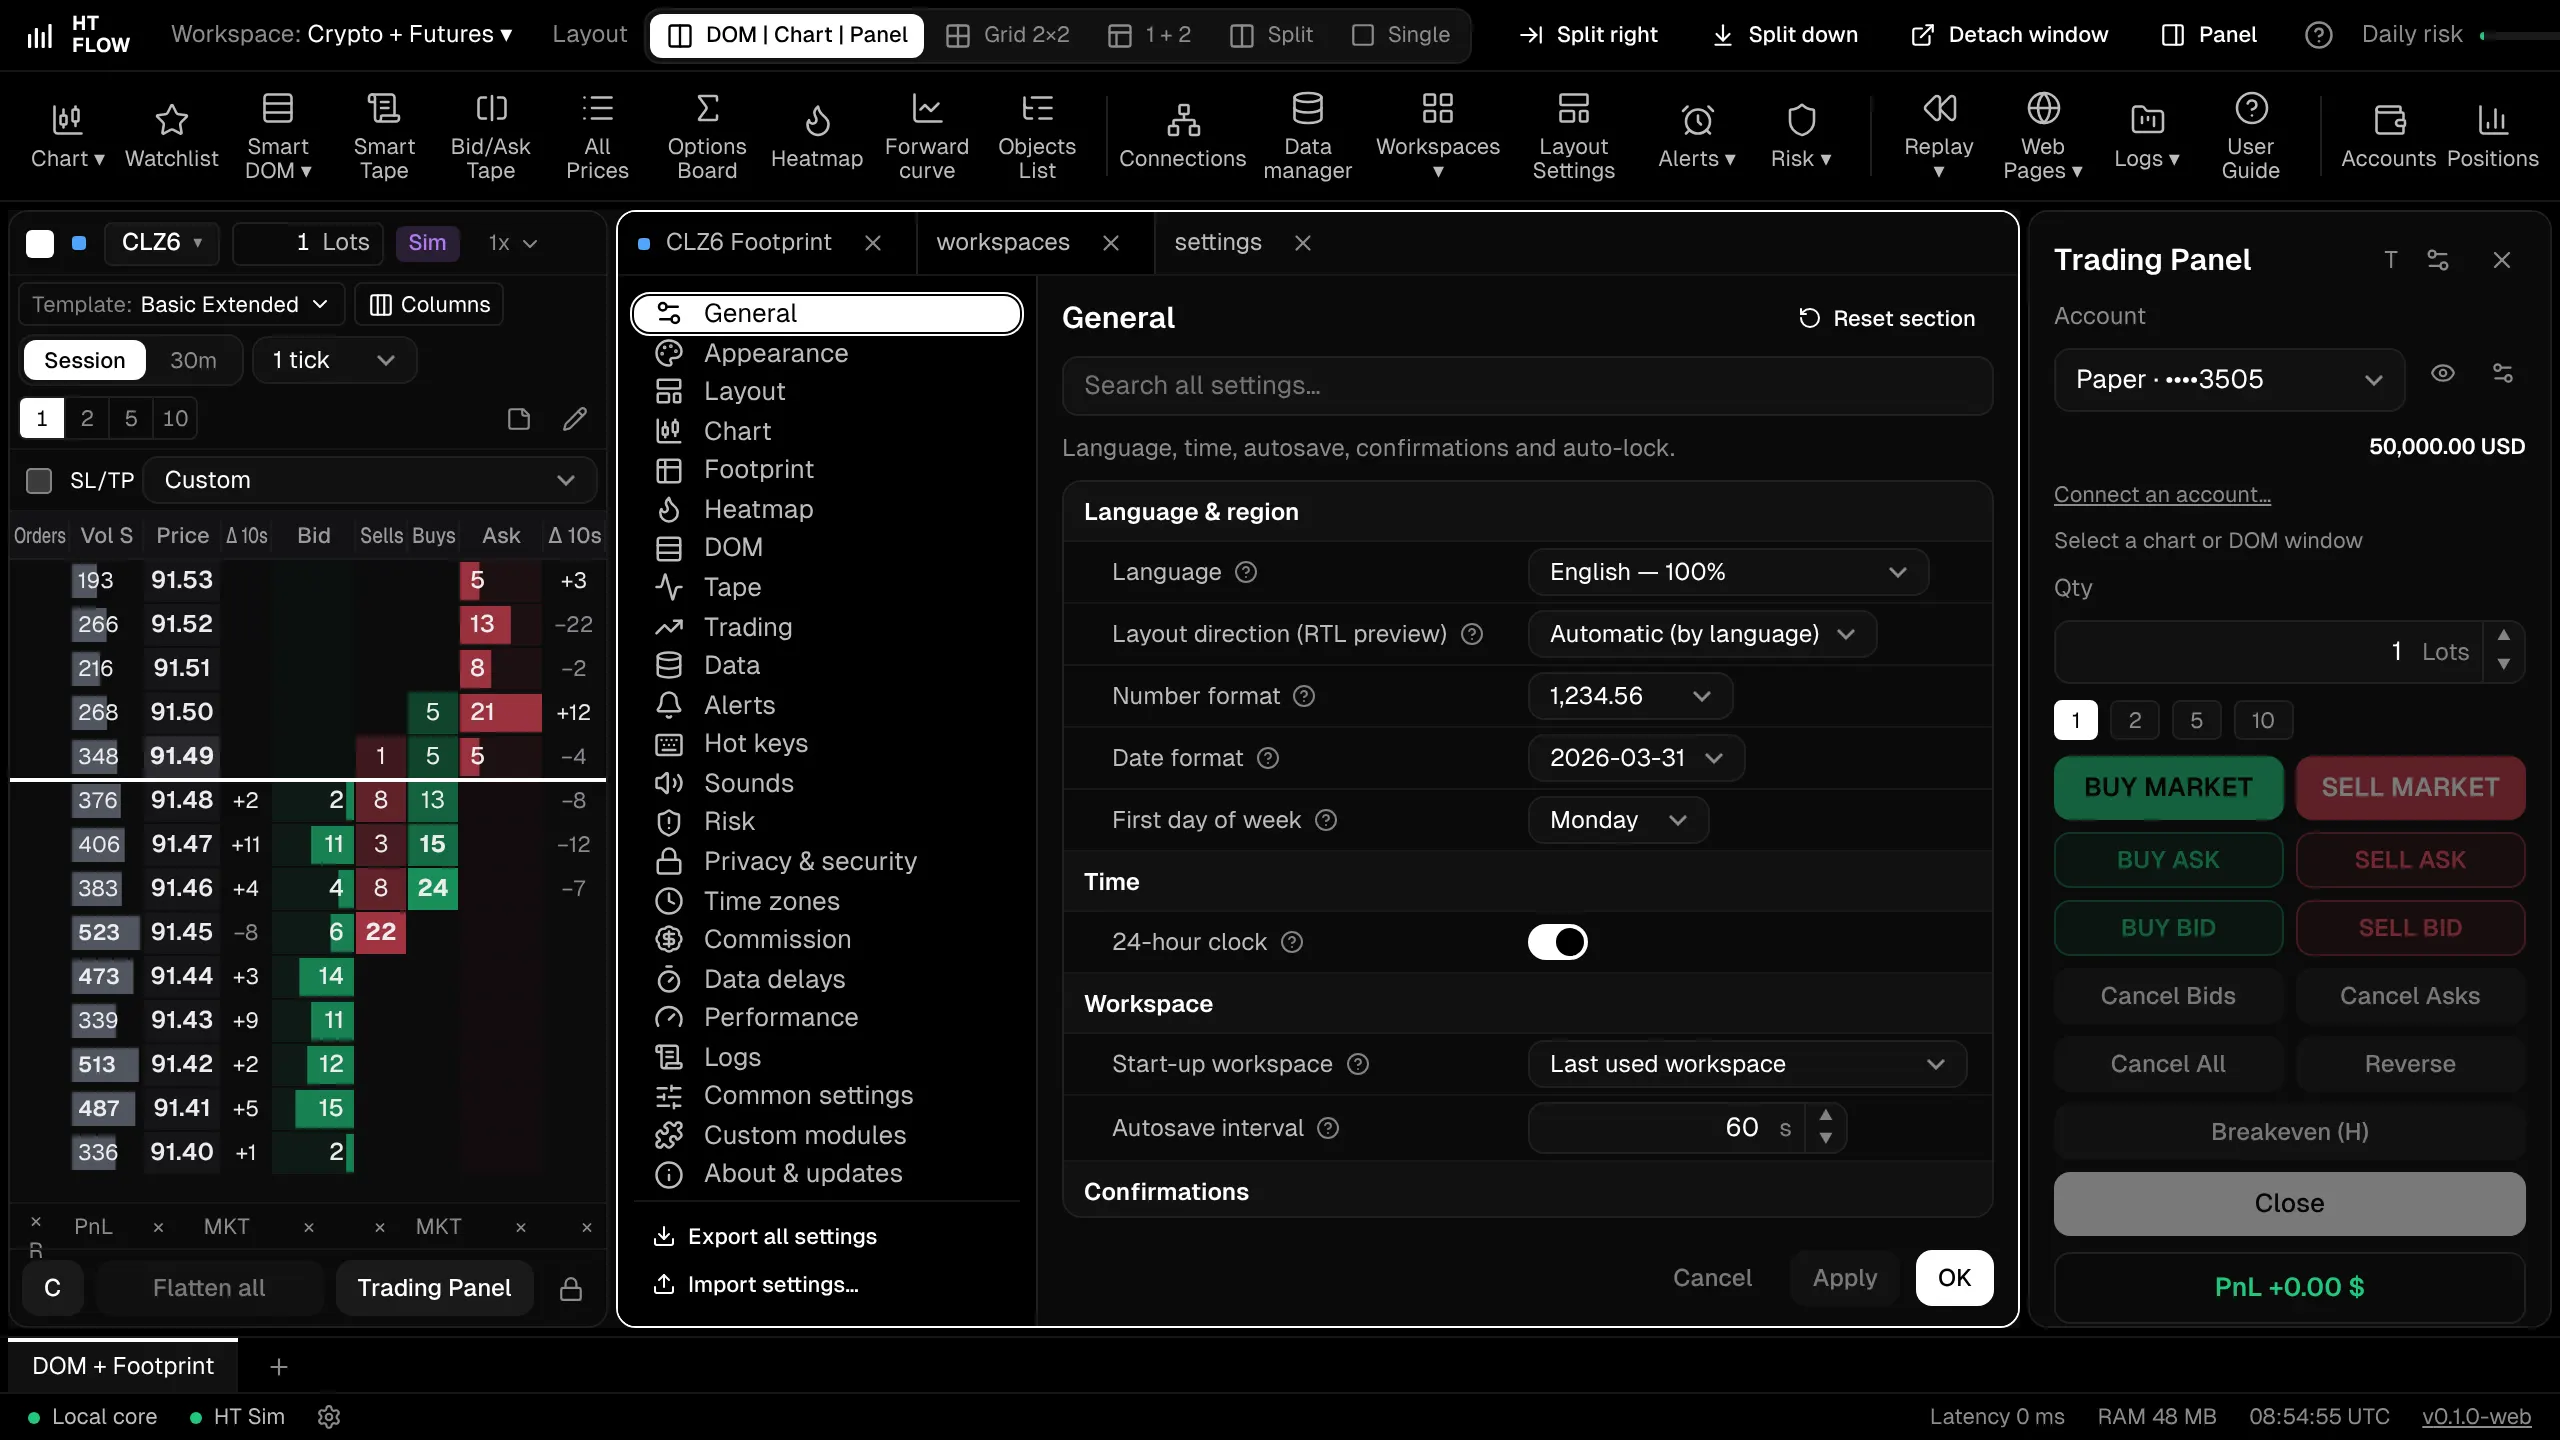 HT FLOW
Workspace: Crypto + Futures ▾
Layout
DOM | Chart | Panel
Grid 2×2
1 + 2
Split
Single
Split right
Split down
Detach window
Panel
Daily risk
Chart ▾
Watchlist
Smart DOM ▾
Smart Tape
Bid/Ask Tape
All Prices
Options Board
Heatmap
Forward curve
Objects List
Connections
Data manager
Workspaces ▾
Layout Settings
Alerts ▾
Risk ▾
Replay ▾
Web Pages ▾
Logs ▾
User Guide
Accounts
Positions
CLZ6 ▾
1 Lots
Sim
1x
Template: Basic Extended
Columns
Session
30m
1 tick
1 2 5 10
SL/TP
Custom
Orders Vol S Price Δ 10s Bid Sells Buys Ask Δ 10s
193 91.53 5 +3
266 91.52 13 −22
216 91.51 8 −2
268 91.50 5 21 +12
348 91.49 1 5 5 −4
376 91.48 +2 2 8 13 −8
406 91.47 +11 11 3 15 −12
383 91.46 +4 4 8 24 −7
523 91.45 −8 6 22
473 91.44 +3 14
339 91.43 +9 11
513 91.42 +2 12
487 91.41 +5 15
336 91.40 +1 2
× PnL × MKT × × MKT × ×
R
C
Flatten all
Trading Panel
CLZ6 Footprint ×
workspaces ×
settings ×
General
Appearance
Layout
Chart
Footprint
Heatmap
DOM
Tape
Trading
Data
Alerts
Hot keys
Sounds
Risk
Privacy & security
Time zones
Commission
Data delays
Performance
Logs
Common settings
Custom modules
About & updates
Export all settings
Import settings…
General
Reset section
Search all settings…
Language, time, autosave, confirmations and auto-lock.
Language & region
Language
English — 100%
Layout direction (RTL preview)
Automatic (by language)
Number format
1,234.56
Date format
2026-03-31
First day of week
Monday
Time
24-hour clock
Workspace
Start-up workspace
Last used workspace
Autosave interval
60 s
Confirmations
Cancel
Apply
OK
Trading Panel
T
Account
Paper · ••••3505
50,000.00 USD
Connect an account…
Select a chart or DOM window
Qty
1 Lots
1 2 5 10
BUY MARKET
SELL MARKET
BUY ASK
SELL ASK
BUY BID
SELL BID
Cancel Bids
Cancel Asks
Cancel All
Reverse
Breakeven (H)
Close
PnL +0.00 $
DOM + Footprint
+
Local core
HT Sim
Latency 0 ms
RAM 48 MB
08:54:55 UTC
v0.1.0-web